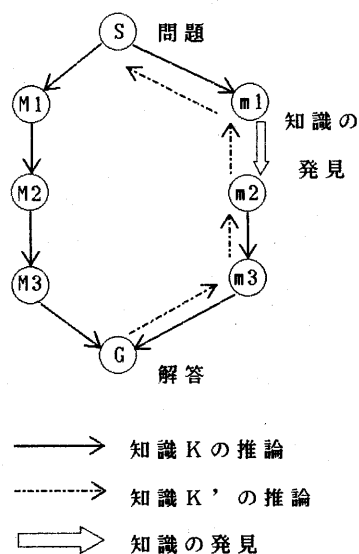 S 問題
M1 m1
知識の
発見
M2 m2
M3 m3
G
解答
知識Kの推論
知識K'の推論
知識の発見